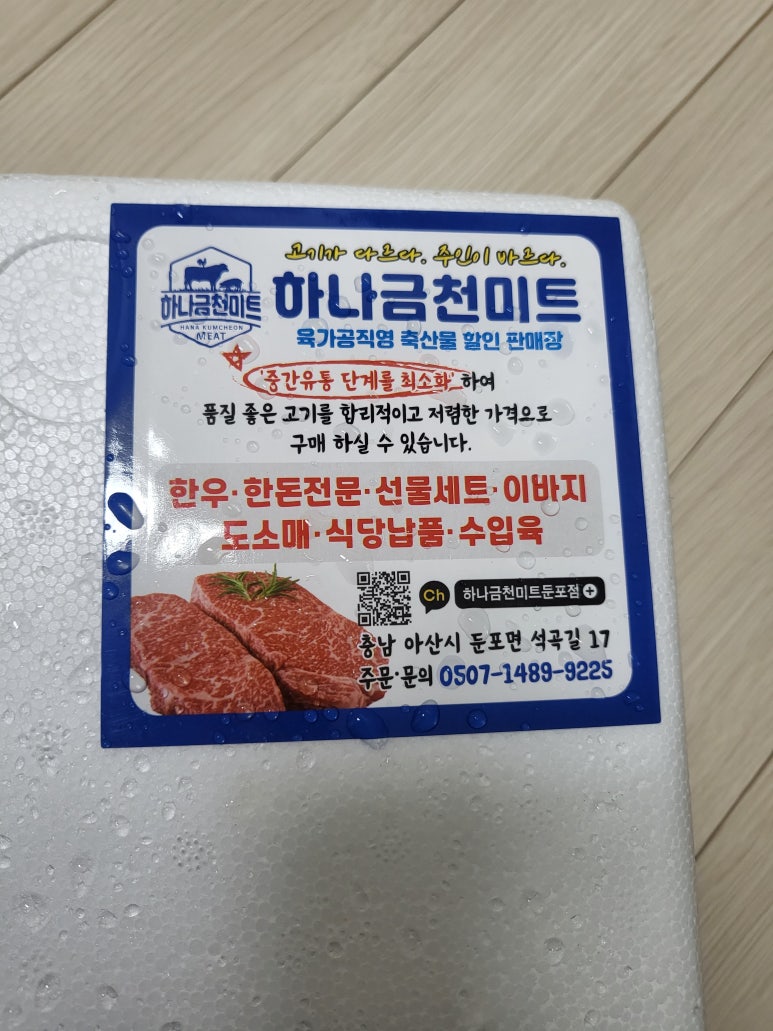 고기가 다르다. 주인이 바르다.
하나금천미트
HANA KUMCHEON
MEAT
하나금천미트
육가공직영 축산물 할인 판매장
'중간유통 단계를 최소화' 하여
품질 좋은 고기를 합리적이고 저렴한 가격으로
구매 하실 수 있습니다.
한우·한돈전문·선물세트·이바지
도소매·식당납품·수입육
Ch 하나금천미트둔포점
충남 아산시 둔포면 석곡길 17
주문·문의 0507-1489-9225